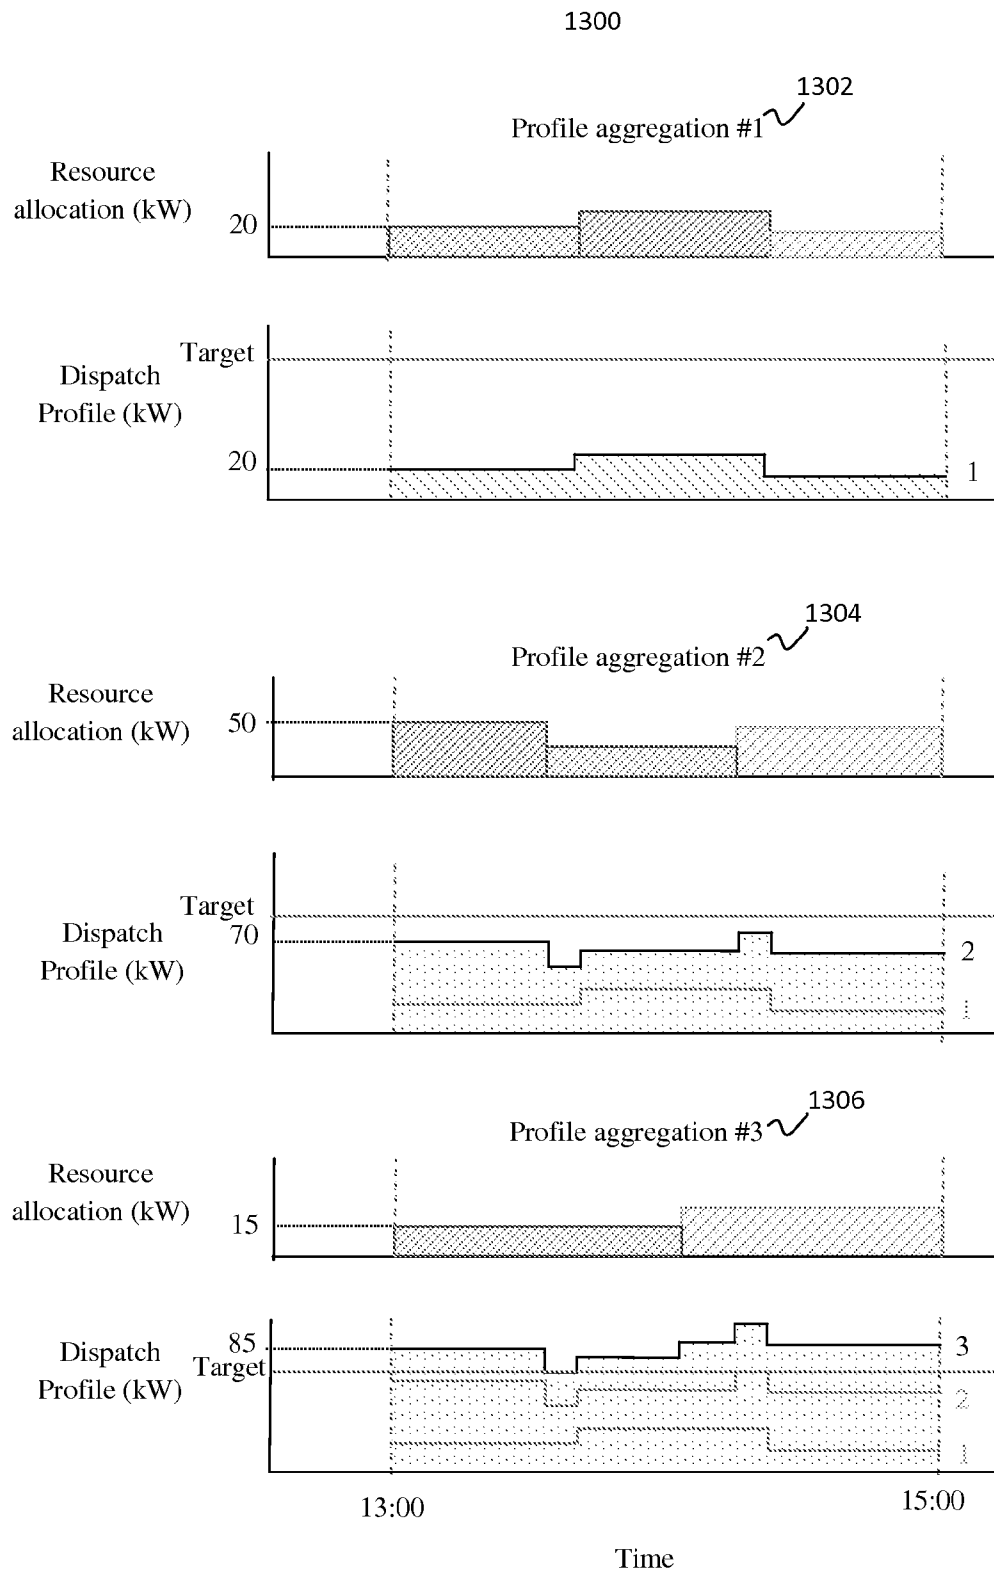 1300
1302
Profile aggregation #1
Resource
allocation (kW)
20
Target
Dispatch
Profile (kW)
20
1
1304
Profile aggregation #2
Resource
allocation (kW)
50
Target
70
Dispatch
Profile (kW)
2
1
1306
Profile aggregation #3
Resource
allocation (kW)
15
85
Target
Dispatch
Profile (kW)
3
2
1
13:00
15:00
Time